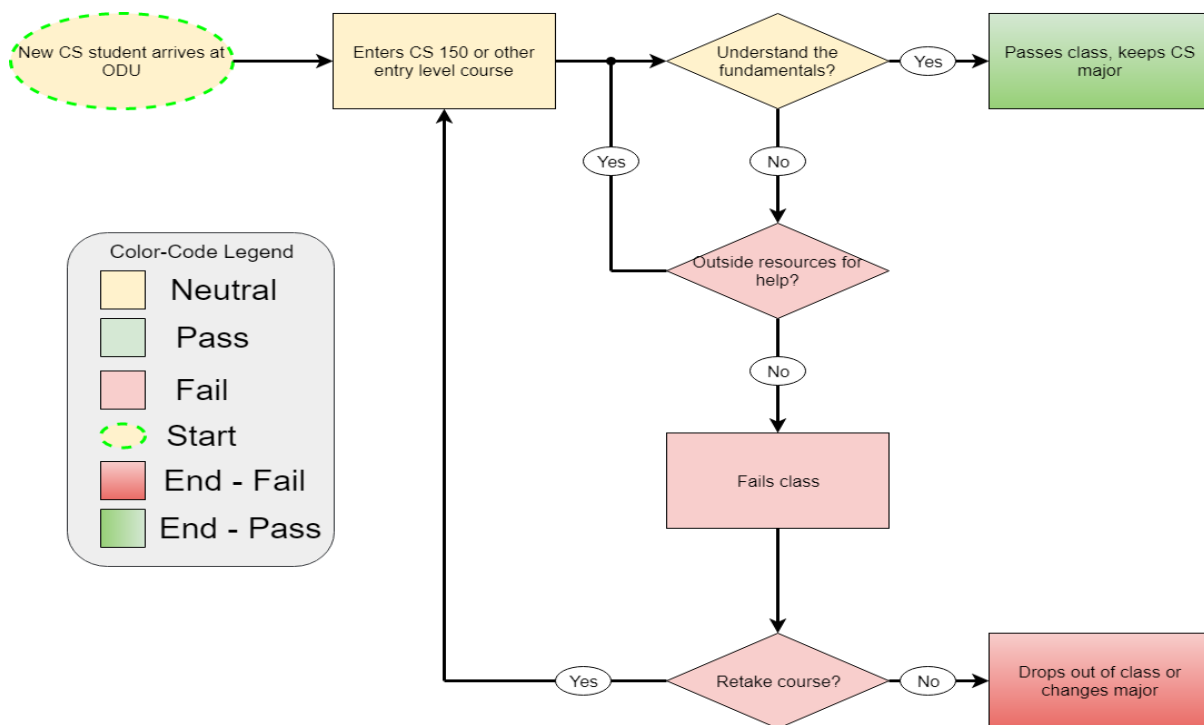 New CS student arrives at
ODU
Enters CS 150 or other
entry level course
Understand the
fundamentals?
Yes
Passes class, keeps CS
major
Yes
No
Color-Code Legend
Neutral
Pass
Fail
Start
End - Fail
End - Pass
Outside resources for
help?
No
Fails class
Yes
Retake course?
No
Drops out of class or
changes major